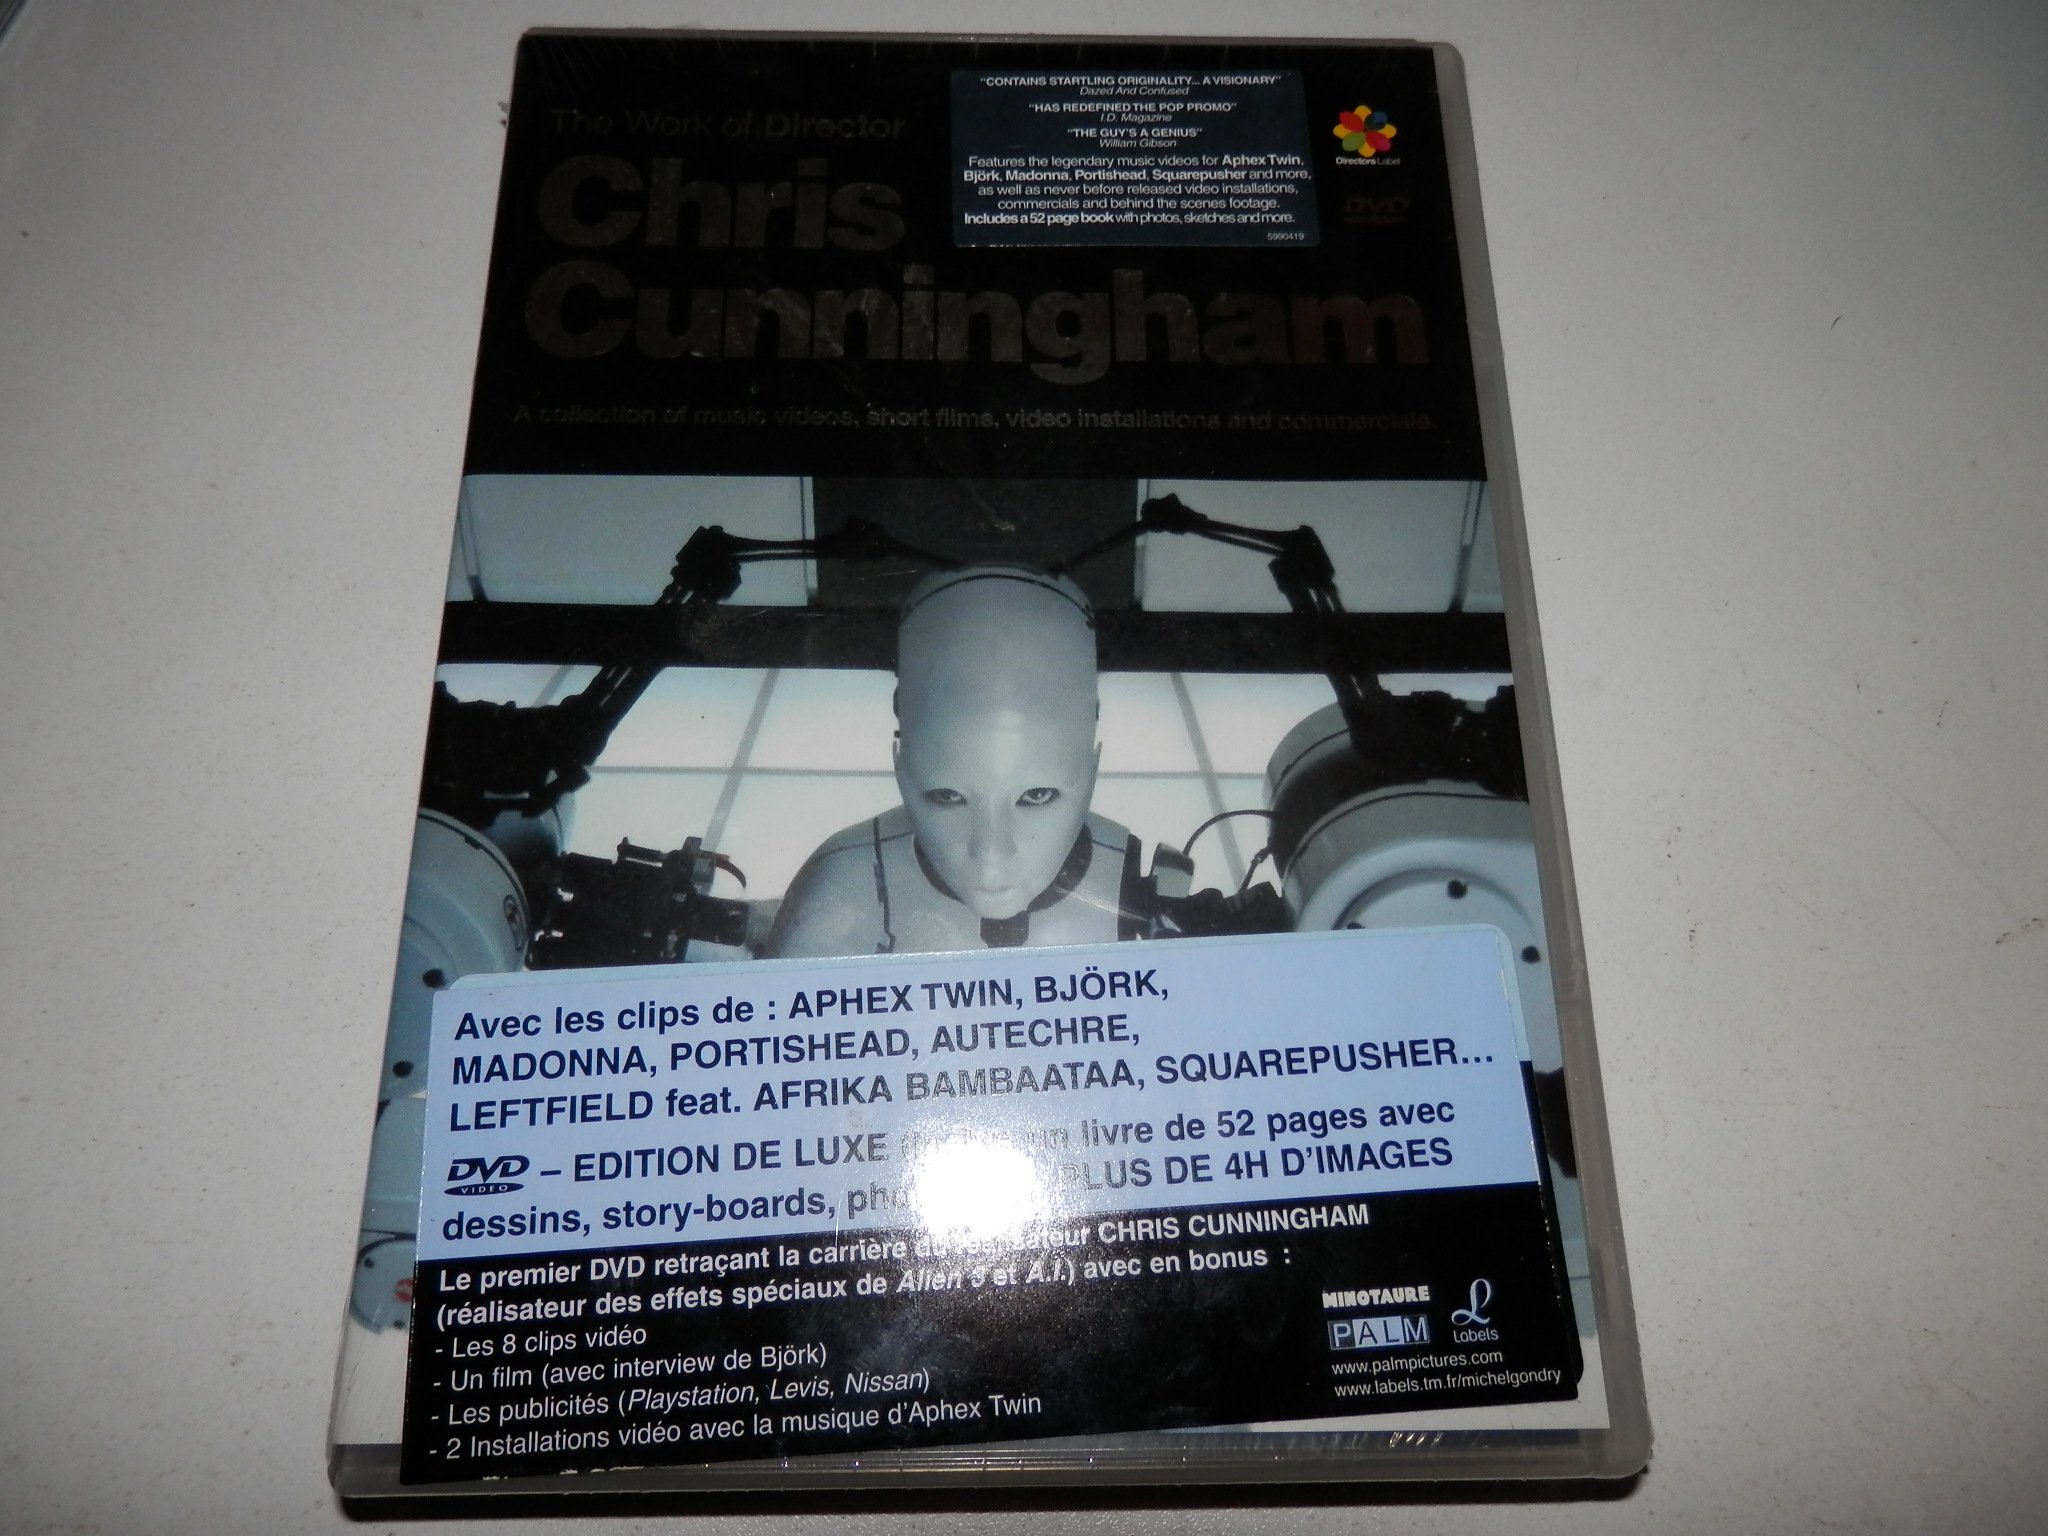 The Work of Director
Chris
Cunningham
A collection of music videos, short films, video installations and commercials.
"CONTAINS STARTLING ORIGINALITY... A VISIONARY"
Dazed And Confused
"HAS REDEFINED THE POP PROMO"
I.D. Magazine
"THE GUY'S A GENIUS"
William Gibson
Features the legendary music videos for Aphex Twin,
Björk, Madonna, Portishead, Squarepusher and more,
as well as never before released video installations,
commercials and behind the scenes footage.
Includes a 52 page book with photos, sketches and more.
5990419
Directors Label
DVD
Avec les clips de : APHEX TWIN, BJÖRK,
MADONNA, PORTISHEAD, AUTECHRE,
LEFTFIELD feat. AFRIKA BAMBAATAA, SQUAREPUSHER...
DVD VIDEO – EDITION DE LUXE un livre de 52 pages avec
dessins, story-boards, PLUS DE 4H D'IMAGES
Le premier DVD retraçant la carrière du réalisateur CHRIS CUNNINGHAM
(réalisateur des effets spéciaux de Alien 3 et A.I.) avec en bonus :
- Les 8 clips vidéo
- Un film (avec interview de Björk)
- Les publicités (Playstation, Levis, Nissan)
- 2 Installations vidéo avec la musique d'Aphex Twin
MINOTAURE
PALM
Labels
www.palmpictures.com
www.labels.tm.fr/michelgondry